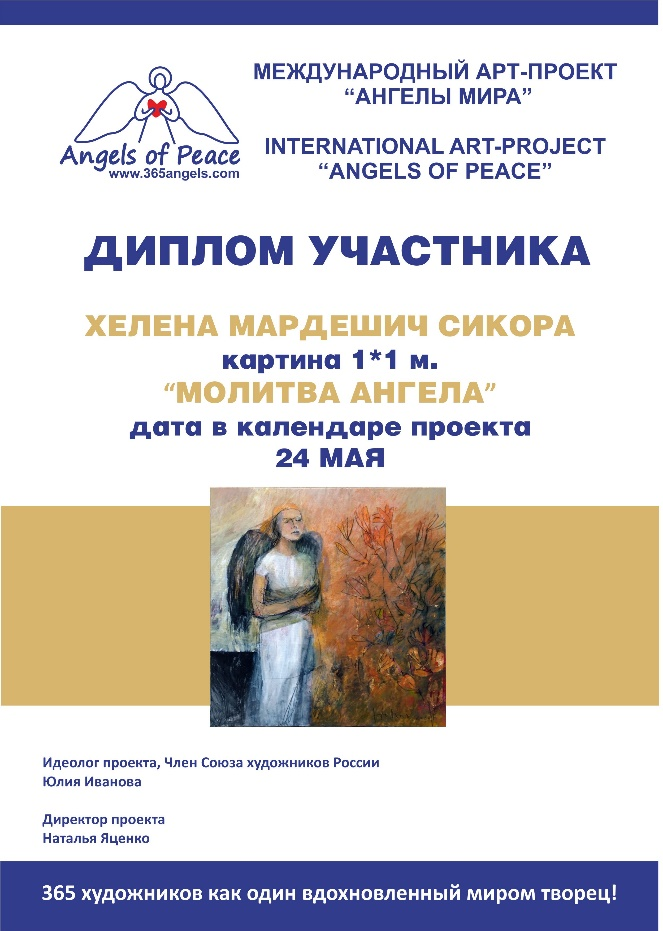 Angels of Peace
www.365angels.com
МЕЖДУНАРОДНЫЙ АРТ-ПРОЕКТ
“АНГЕЛЫ МИРА”
INTERNATIONAL ART-PROJECT
“ANGELS OF PEACE”
ДИПЛОМ УЧАСТНИКА
ХЕЛЕНА МАРДЕШИЧ СИКОРА
картина 1*1 м.
“МОЛИТВА АНГЕЛА”
дата в календаре проекта
24 МАЯ
Идеолог проекта, Член Союза художников России
Юлия Иванова
Директор проекта
Наталья Яценко
365 художников как один вдохновленный миром творец!